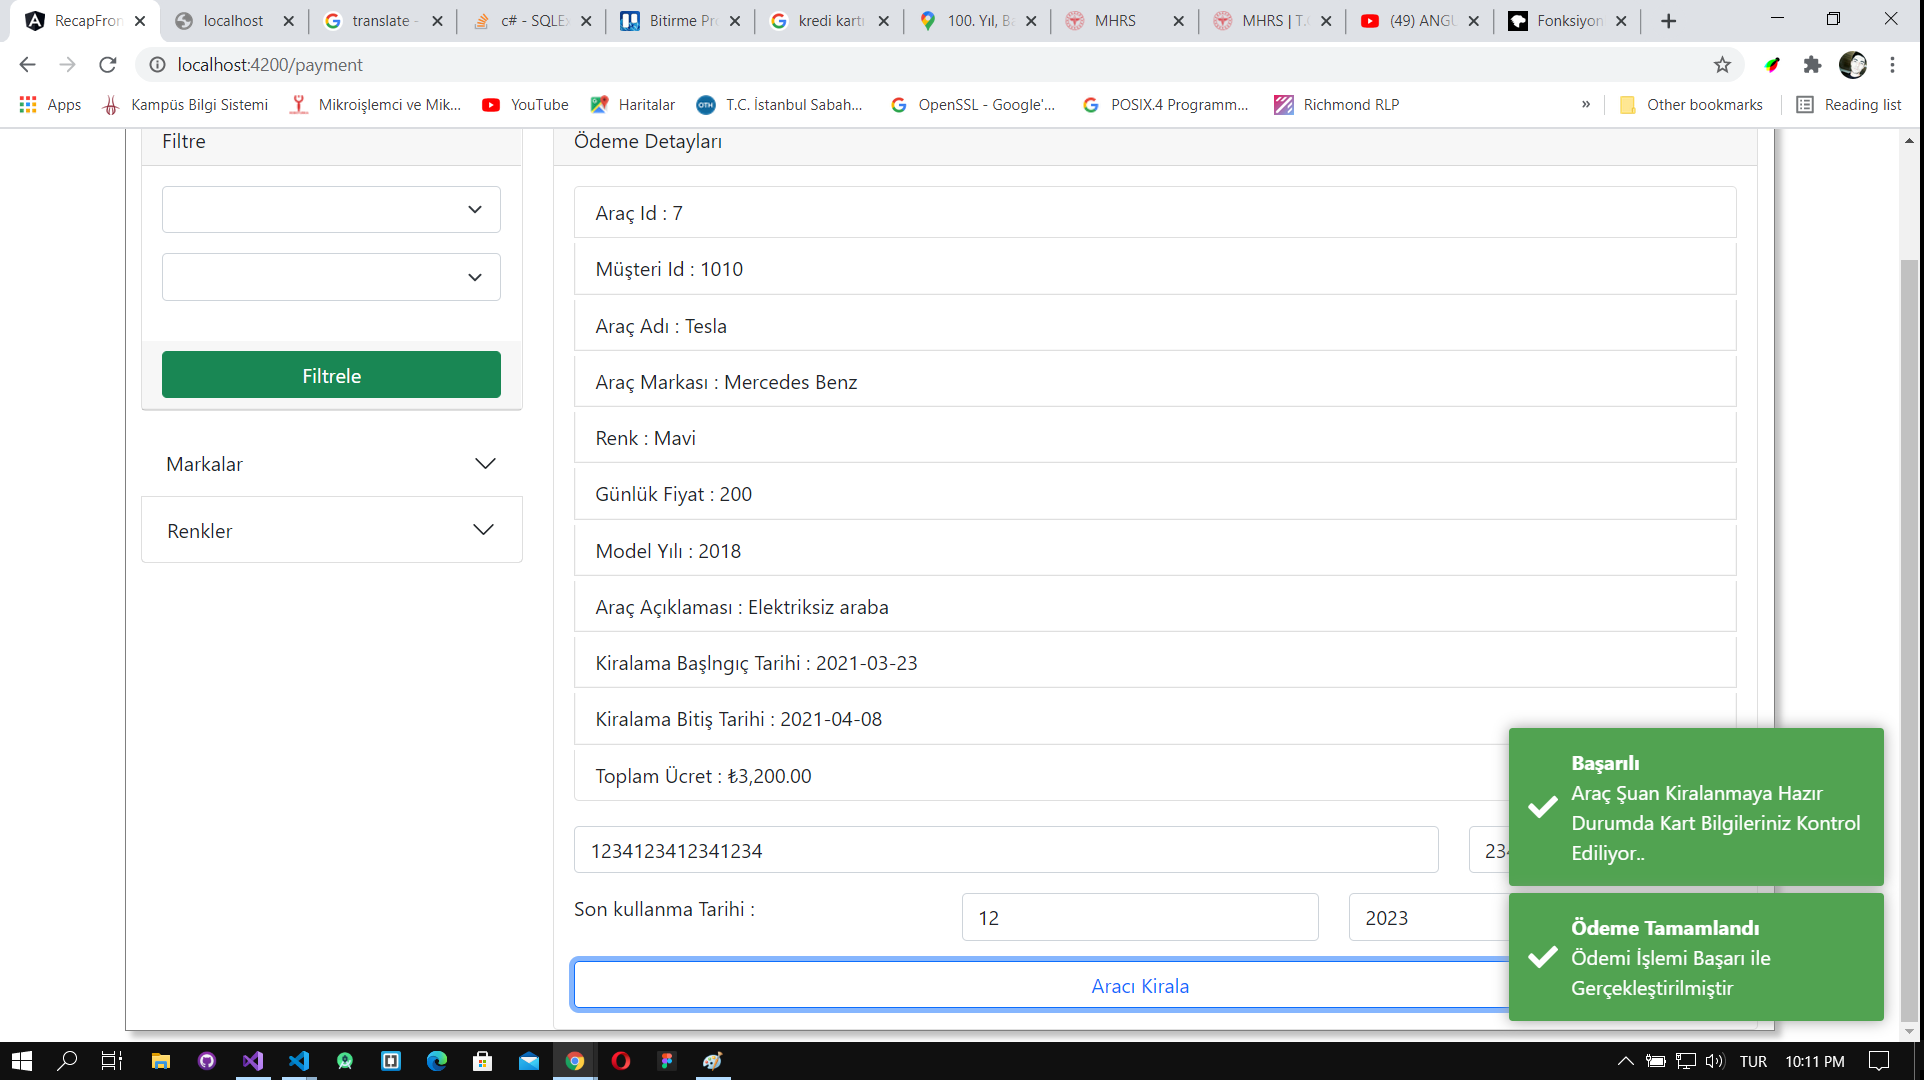 RecapFron
localhost
translate -
c# - SQLEx
Bitirme Pro
kredi kartı
100. Yıl, Ba
MHRS
MHRS | T.C
(49) ANGU
Fonksiyon
localhost:4200/payment
Apps
Kampüs Bilgi Sistemi
Mikroişlemci ve Mik...
YouTube
Haritalar
T.C. İstanbul Sabah...
OpenSSL - Google'...
POSIX.4 Programm...
Richmond RLP
»
Other bookmarks
Reading list
Filtre
Filtrele
Markalar
Renkler
Ödeme Detayları
Araç Id : 7
Müşteri Id : 1010
Araç Adı : Tesla
Araç Markası : Mercedes Benz
Renk : Mavi
Günlük Fiyat : 200
Model Yılı : 2018
Araç Açıklaması : Elektriksiz araba
Kiralama Başlngıç Tarihi : 2021-03-23
Kiralama Bitiş Tarihi : 2021-04-08
Toplam Ücret : ₺3,200.00
1234123412341234
Son kullanma Tarihi :
12
2023
Aracı Kirala
Başarılı
Araç Şuan Kiralanmaya Hazır
Durumda Kart Bilgileriniz Kontrol
Ediliyor..
Ödeme Tamamlandı
Ödemi İşlemi Başarı ile
Gerçekleştirilmiştir
TUR
10:11 PM